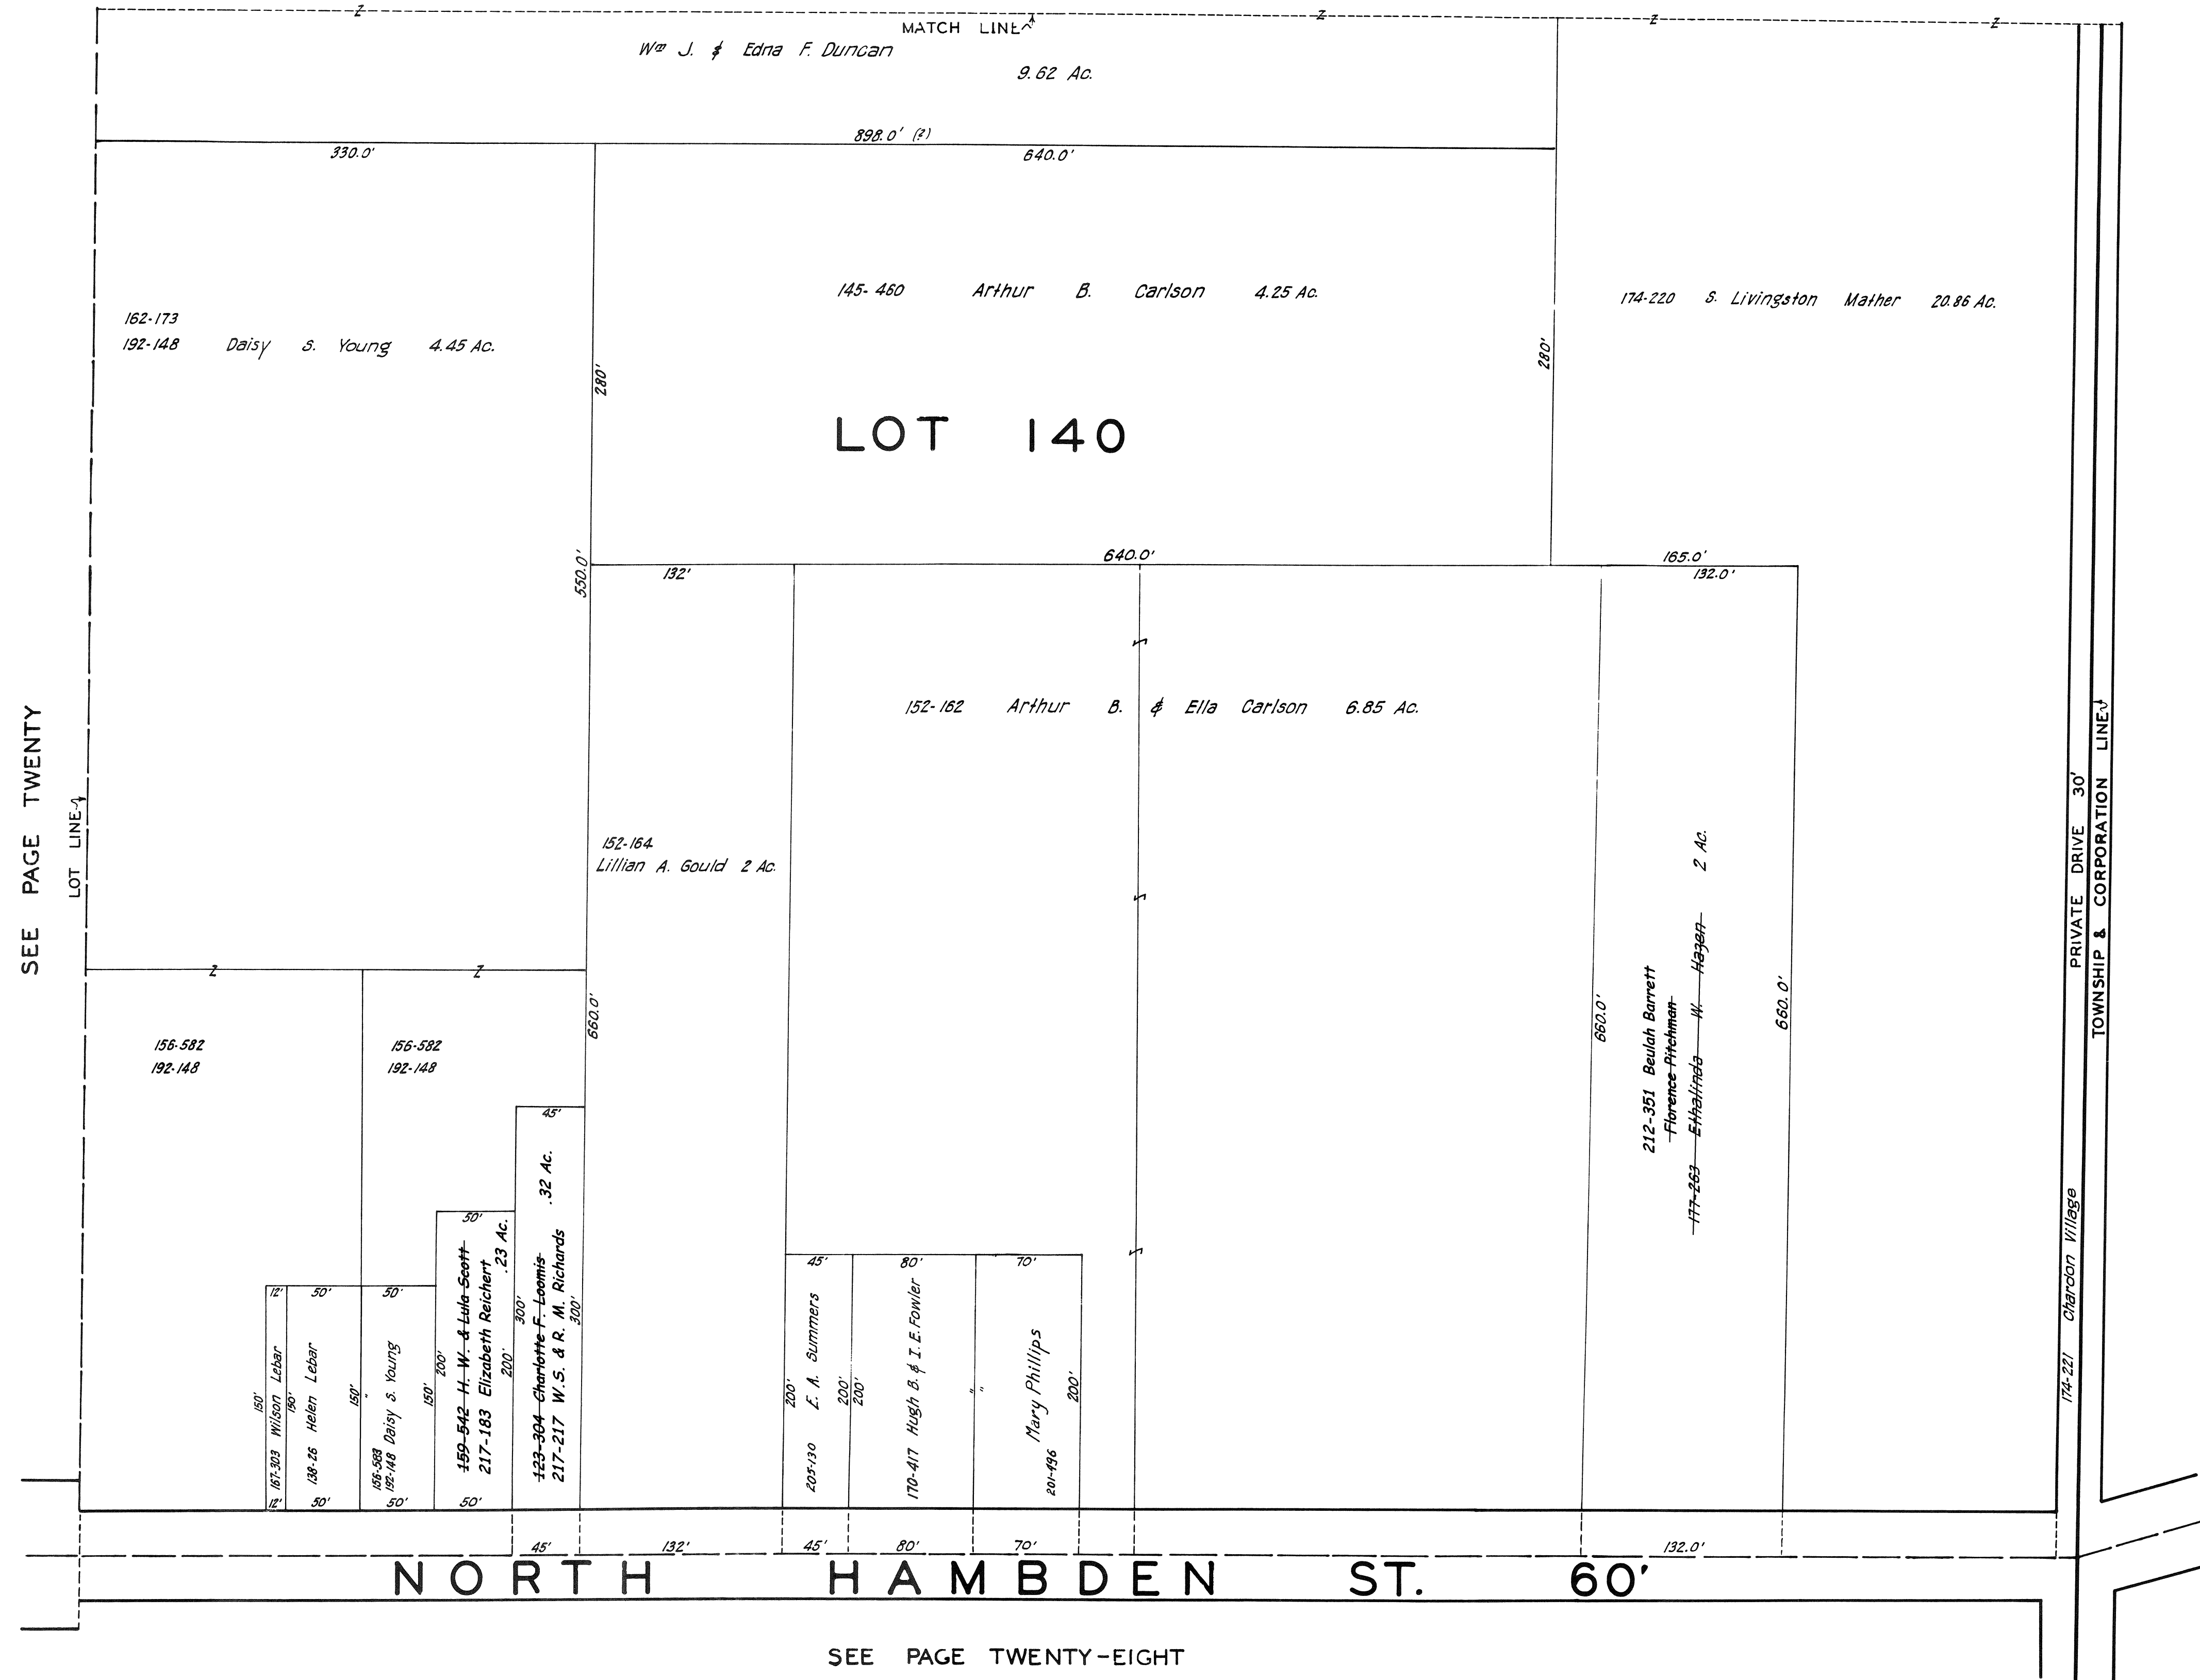 MATCH LINE
Wm J. & Edna F. Duncan
9.62 Ac.
898.0' (?)
330.0'
640.0'
145-460 Arthur B. Carlson 4.25 Ac.
174-220 S. Livingston Mather 20.86 Ac.
162-173
192-148 Daisy S. Young 4.45 Ac.
280'
280'
LOT 140
550.0'
640.0'
165.0'
132'
132.0'
152-162 Arthur B. & Ella Carlson 6.85 Ac.
SEE PAGE TWENTY
LOT LINE
152-164
Lillian A. Gould 2 Ac.
PRIVATE DRIVE 30'
TOWNSHIP & CORPORATION LINE
174-221 Chardon Village
660.0'
660.0'
660.0'
212-351 Beulah Barrett
Florence Pitchman
177-263 Ethalinda W. Hazen 2 Ac.
156-582
192-148
156-582
192-148
45'
.32 Ac.
50'
.23 Ac.
12'
50'
50'
45'
80'
70'
150'
167-303 Wilson Lebar
150'
138-26 Helen Lebar
150'
"
156-583
192-148 Daisy S. Young
150'
200'
159-542 H. W. & Lula Scott
217-183 Elizabeth Reichert
200'
300'
123-304 Charlotte F. Loomis
217-217 W.S. & R. M. Richards
300'
200'
205-130 E. A. Summers
200'
200'
170-417 Hugh B. & I. E. Fowler
"
"
201-496 Mary Phillips
200'
12'
50'
50'
50'
45'
132'
45'
80'
70'
132.0'
NORTH HAMBDEN ST. 60'
SEE PAGE TWENTY-EIGHT